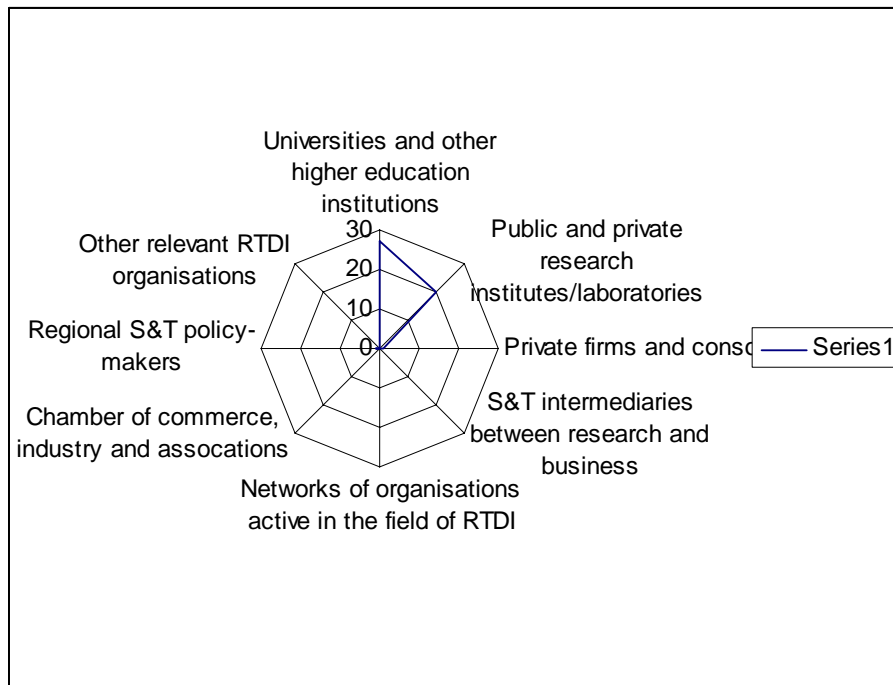 Universities and other
higher education
institutions
Public and private
research
institutes/laboratories
Private firms and
Series1
S&T intermediaries
between research and
business
Networks of organisations
active in the field of RTDI
Chamber of commerce,
industry and assocations
Regional S&T policy-
makers
Other relevant RTDI
organisations
30
20
10
0